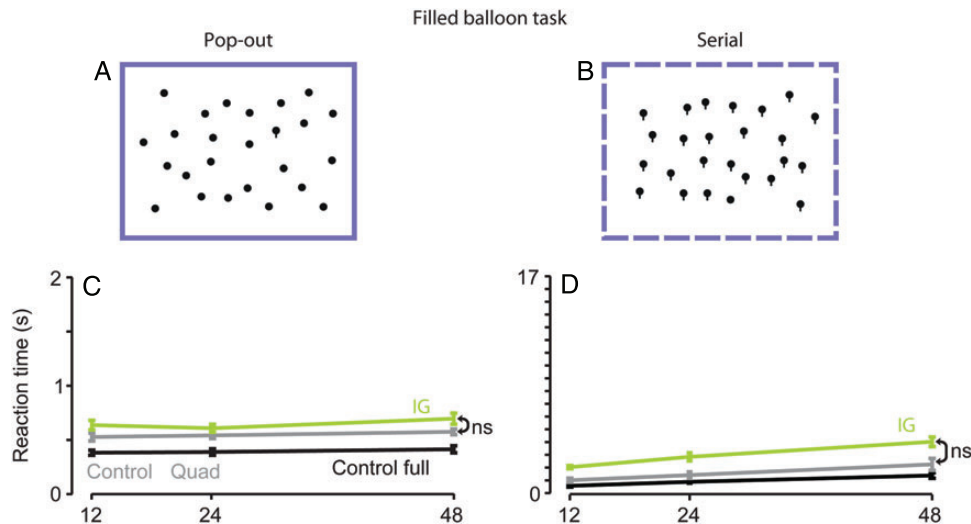 Filled balloon task
Pop-out
Serial
A
B
C
D
Reaction time (s)
2
1
0
IG
ns
Control Quad
Control full
12
24
48
17
0
IG
ns
12
24
48